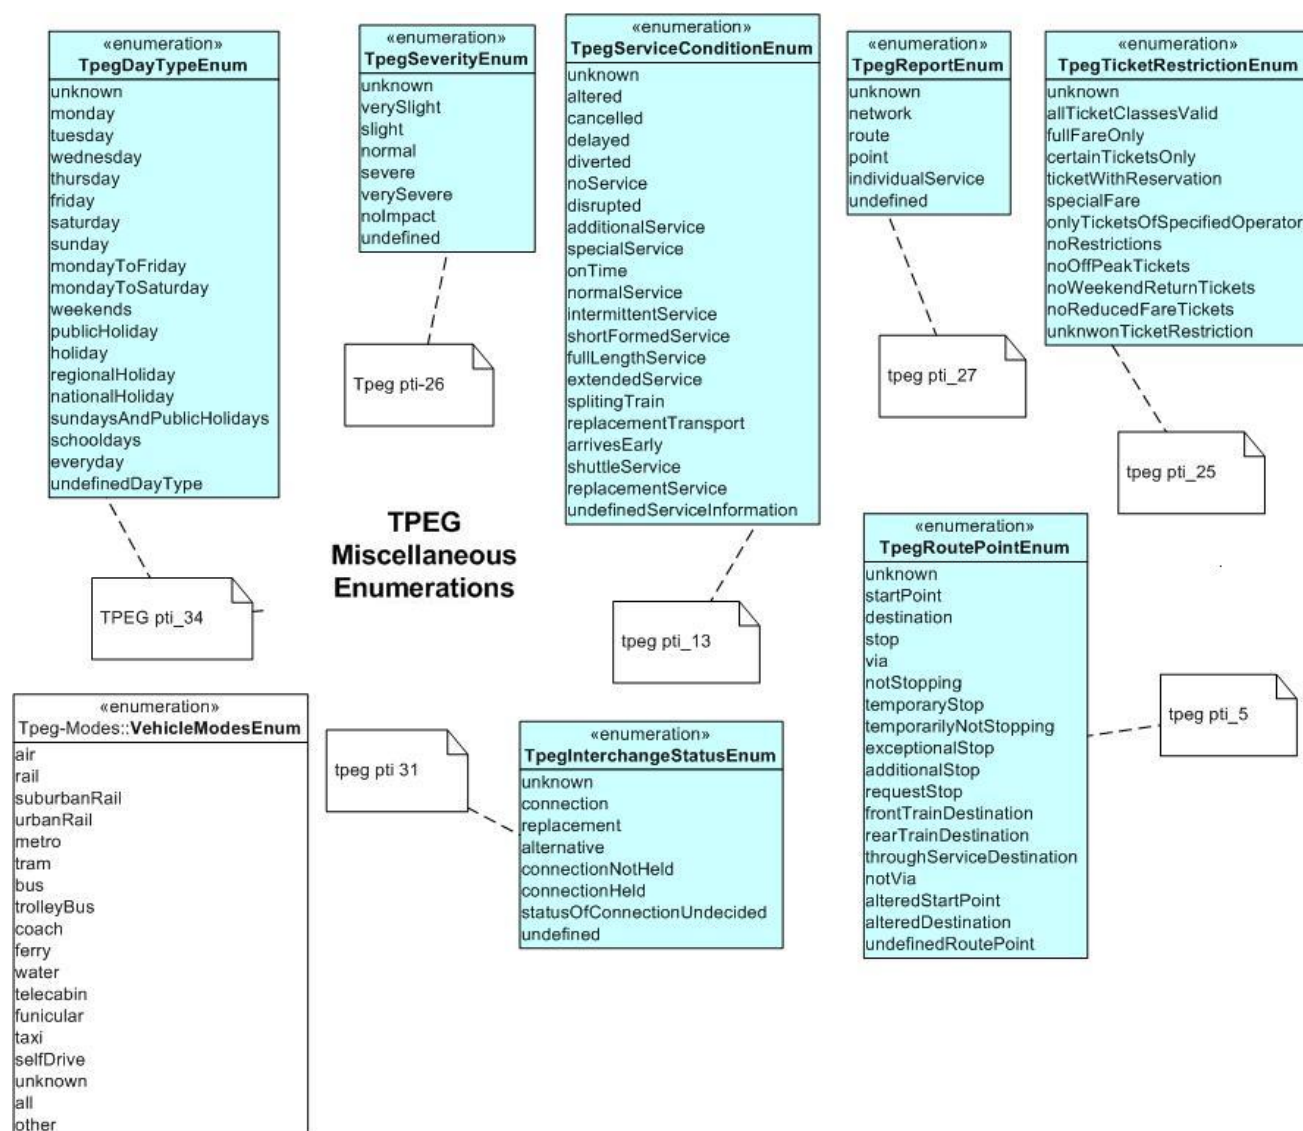 «enumeration»
TpegDayTypeEnum
unknown
monday
tuesday
wednesday
thursday
friday
saturday
sunday
mondayToFriday
mondayToSaturday
weekends
publicHoliday
holiday
regionalHoliday
nationalHoliday
sundaysAndPublicHolidays
schooldays
everyday
undefinedDayType
TPEG pti_34
«enumeration»
TpegSeverityEnum
unknown
verySlight
slight
normal
severe
verySevere
noImpact
undefined
Tpeg pti-26
«enumeration»
TpegServiceConditionEnum
unknown
altered
cancelled
delayed
diverted
noService
disrupted
additionalService
specialService
onTime
normalService
intermittentService
shortFormedService
fullLengthService
extendedService
splitingTrain
replacementTransport
arrivesEarly
shuttleService
replacementService
undefinedServiceInformation
tpeg pti_13
«enumeration»
TpegReportEnum
unknown
network
route
point
individualService
undefined
tpeg pti_27
«enumeration»
TpegTicketRestrictionEnum
unknown
allTicketClassesValid
fullFareOnly
certainTicketsOnly
ticketWithReservation
specialFare
onlyTicketsOfSpecifiedOperator
noRestrictions
noOffPeakTickets
noWeekendReturnTickets
noReducedFareTickets
unknwonTicketRestriction
tpeg pti_25
TPEG
Miscellaneous
Enumerations
«enumeration»
Tpeg-Modes::VehicleModesEnum
air
rail
suburbanRail
urbanRail
metro
tram
bus
trolleyBus
coach
ferry
water
telecabin
funicular
taxi
selfDrive
unknown
all
other
tpeg pti 31
«enumeration»
TpegInterchangeStatusEnum
unknown
connection
replacement
alternative
connectionNotHeld
connectionHeld
statusOfConnectionUndecided
undefined
«enumeration»
TpegRoutePointEnum
unknown
startPoint
destination
stop
via
notStopping
temporaryStop
temporarilyNotStopping
exceptionalStop
additionalStop
requestStop
frontTrainDestination
rearTrainDestination
throughServiceDestination
notVia
alteredStartPoint
alteredDestination
undefinedRoutePoint
tpeg pti_5